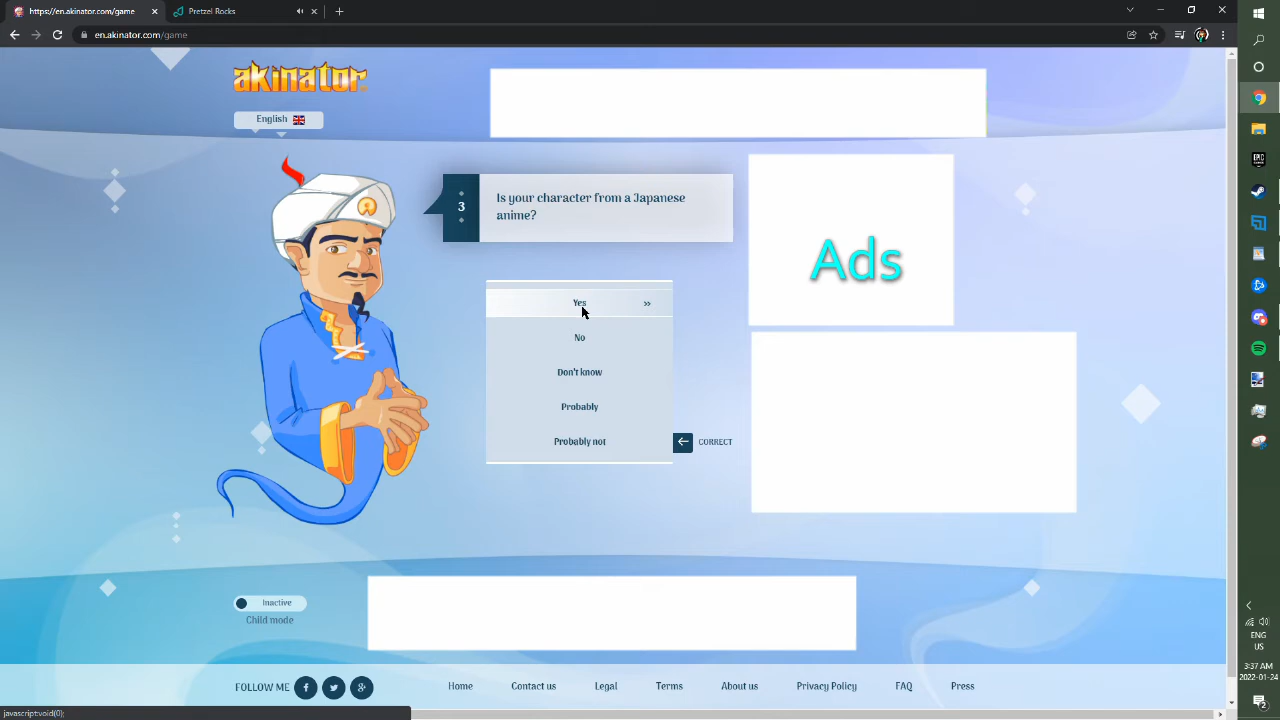 https://en.akinator.com/game
Pretzel Rocks
en.akinator.com/game
akinator
English
3
Is your character from a Japanese
anime?
Yes
No
Don't know
Probably
Probably not
CORRECT
Ads
Inactive
Child mode
FOLLOW ME
Home
Contact us
Legal
Terms
About us
Privacy Policy
FAQ
Press
javascript:void(0);
EPIC
ENG
US
3:37 AM
2022-01-24